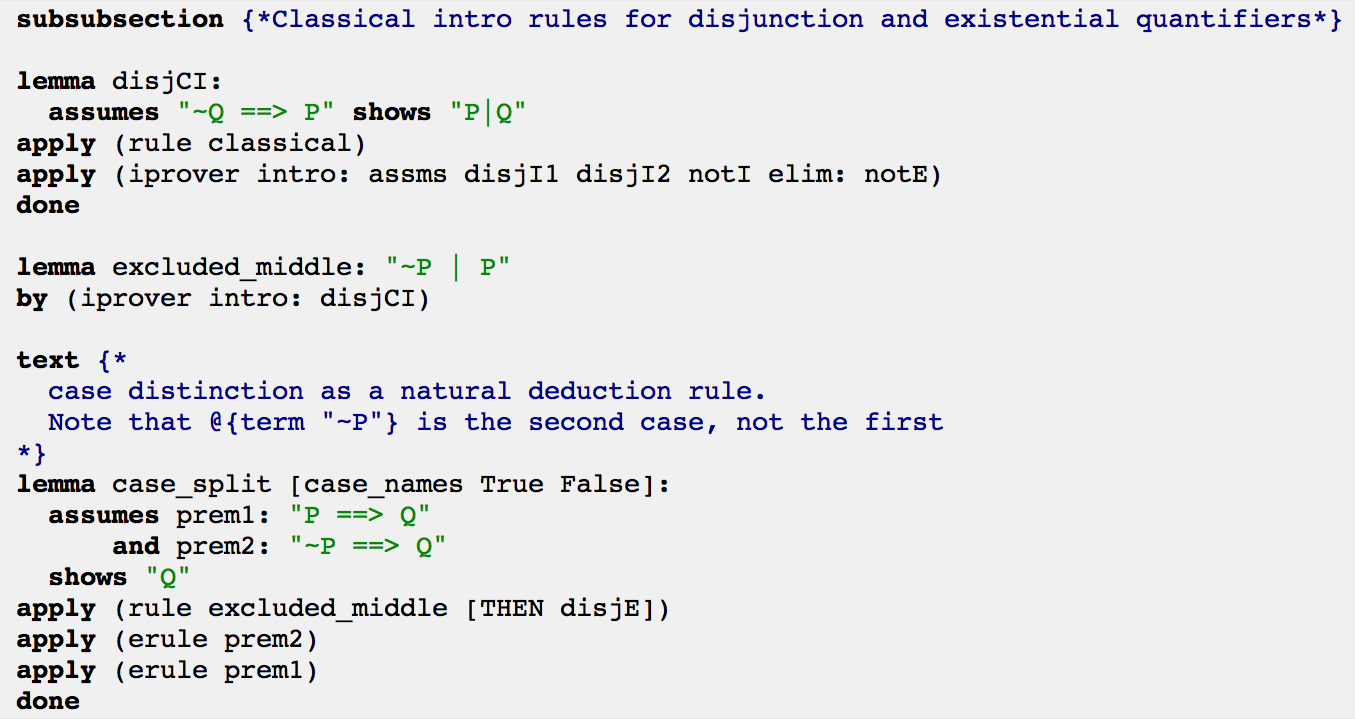 subsubsection {*Classical intro rules for disjunction and existential quantifiers*}
lemma disjCI:
assumes "~Q ==> P" shows "P|Q"
apply (rule classical)
apply (iprover intro: assms disjI1 disjI2 notI elim: notE)
done
lemma excluded_middle: "~P | P"
by (iprover intro: disjCI)
text {*
case distinction as a natural deduction rule.
Note that @{term "~P"} is the second case, not the first
*}
lemma case_split [case_names True False]:
assumes prem1: "P ==> Q"
and prem2: "~P ==> Q"
shows "Q"
apply (rule excluded_middle [THEN disjE])
apply (erule prem2)
apply (erule prem1)
done